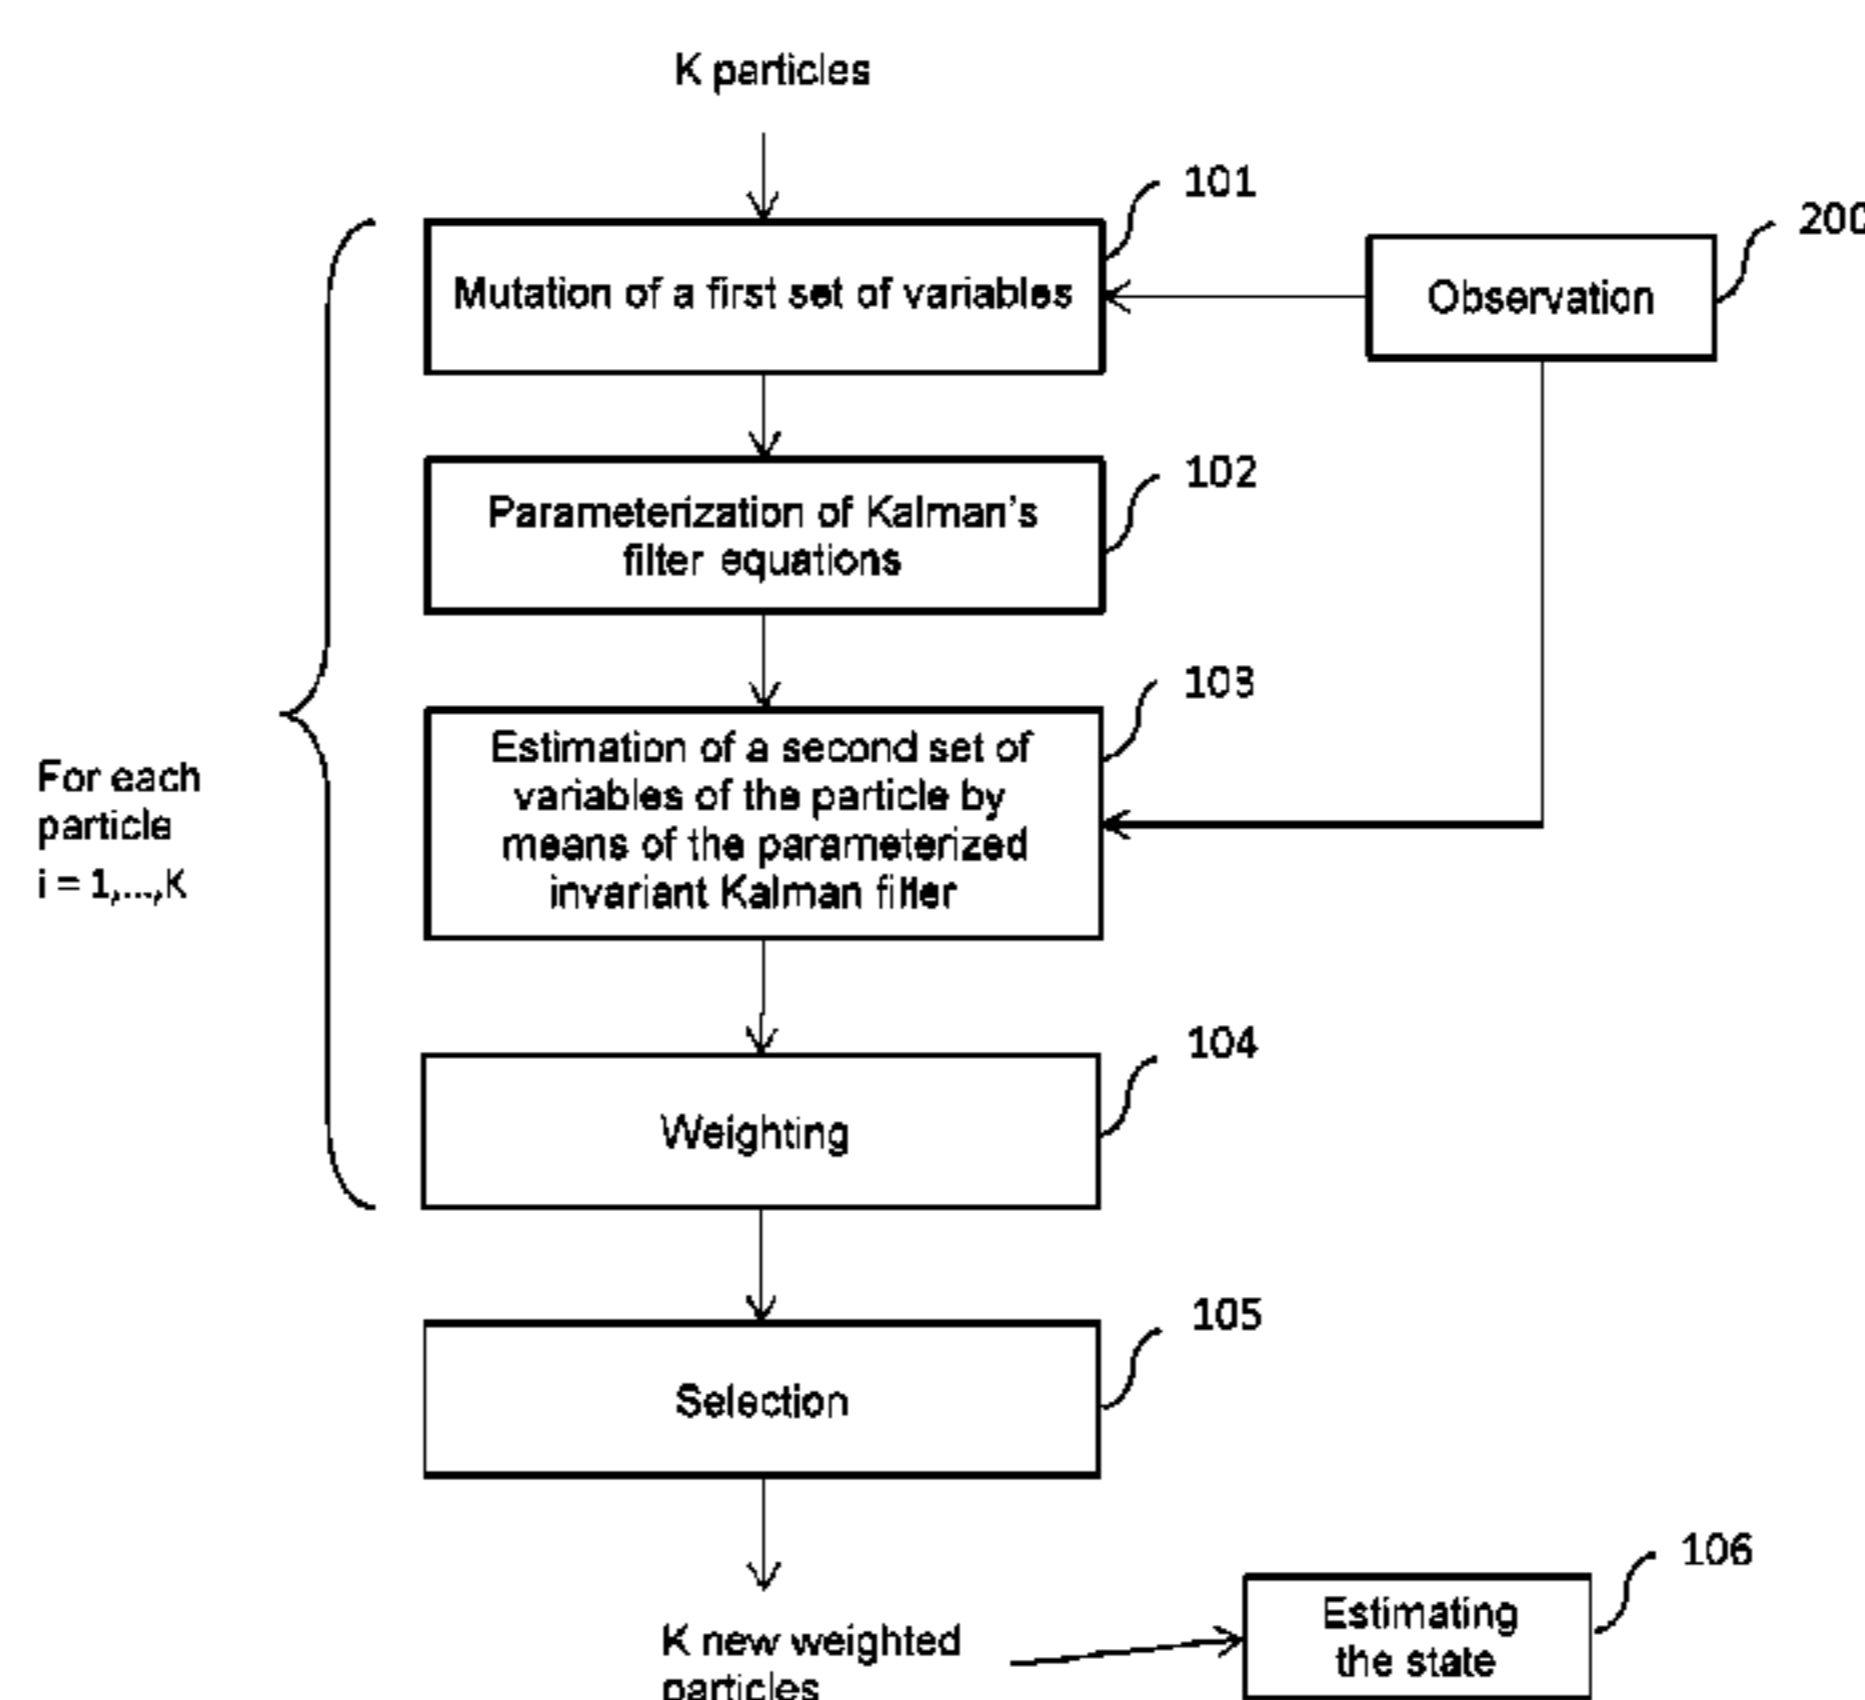 K particles
101
200
Mutation of a first set of variables
Observation
102
Parameterization of Kalman's
filter equations
103
Estimation of a second set of
variables of the particle by
means of the parameterized
invariant Kalman filter
For each
particle
i = 1,...,K
104
Weighting
105
Selection
106
K new weighted
particles
Estimating
the state